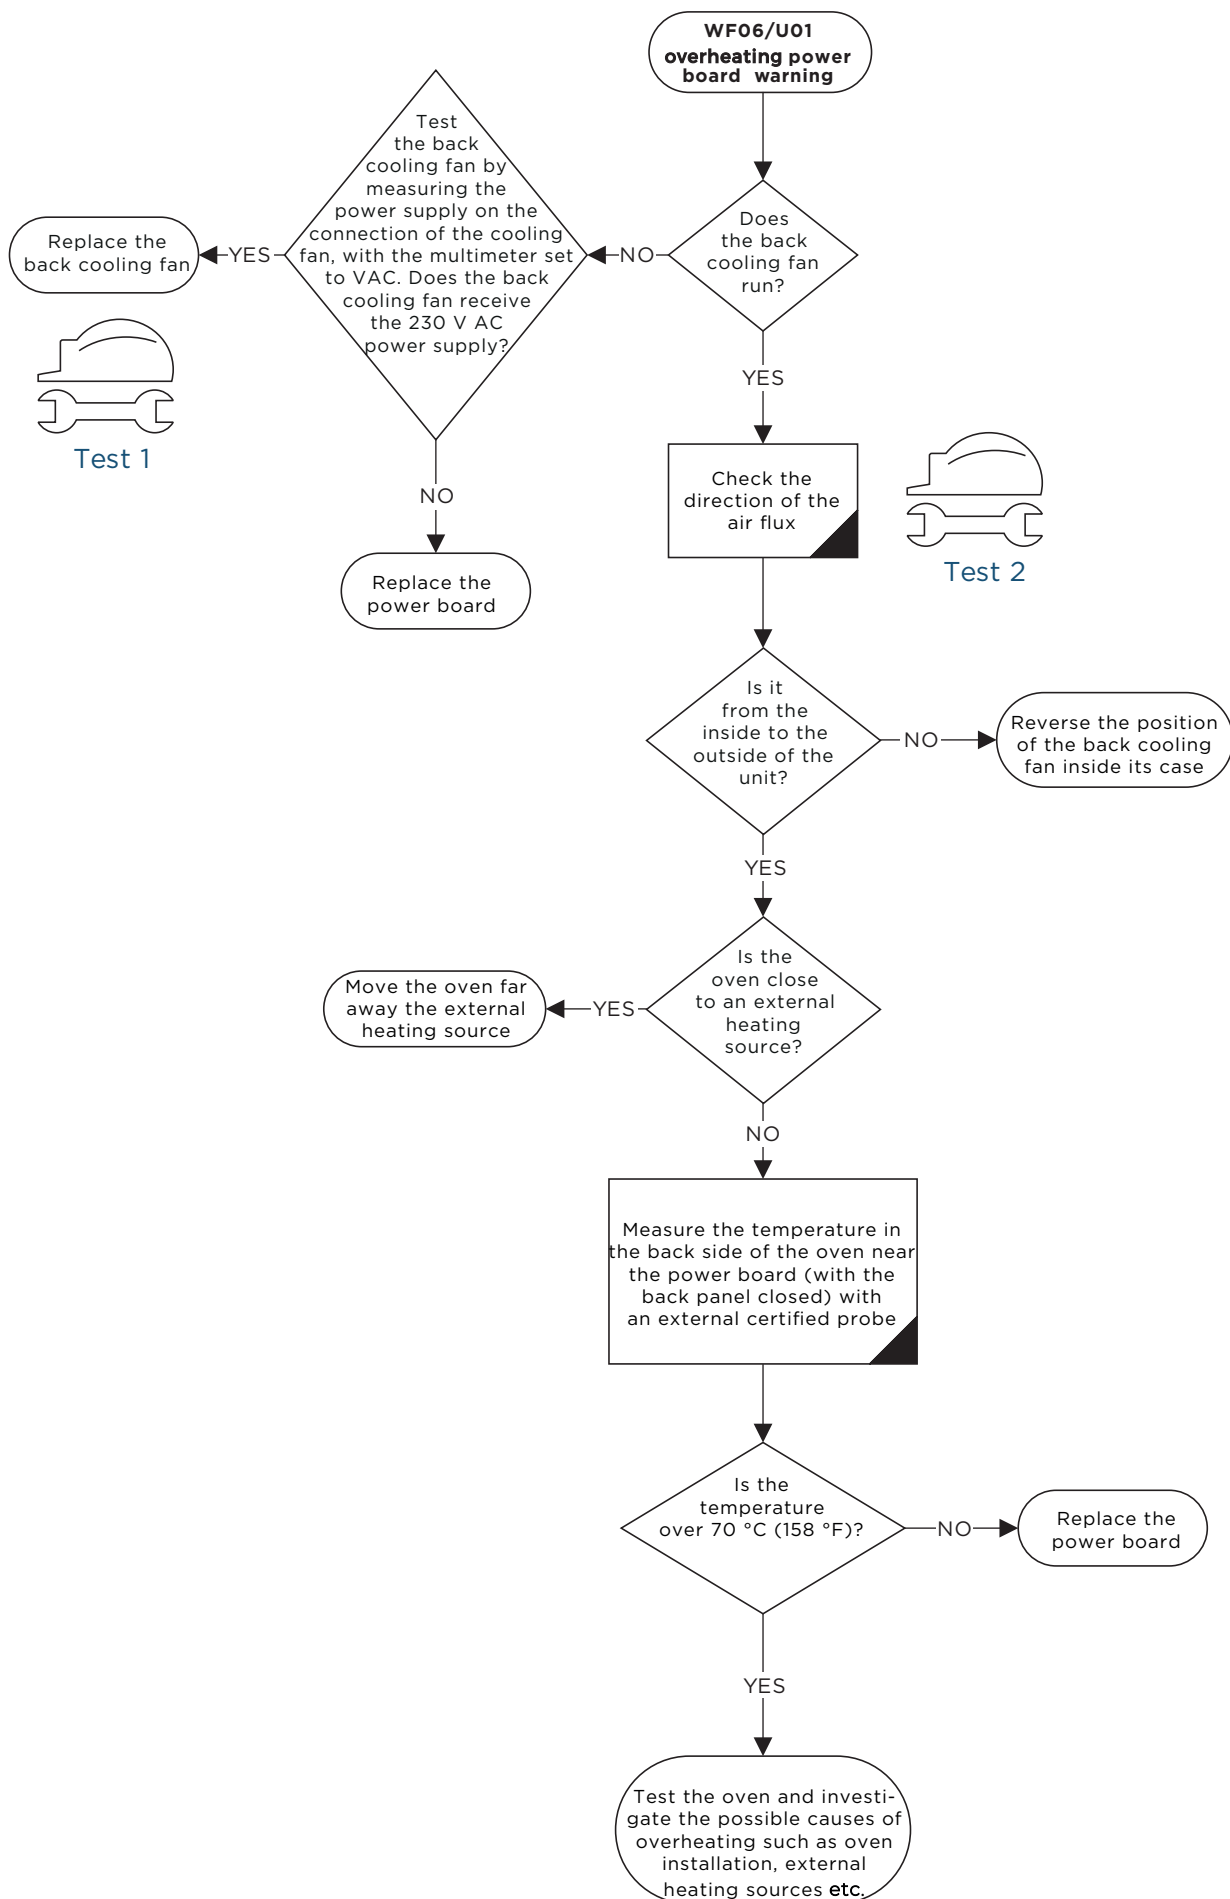 WF06/U01
overheating power
board warning
Does
the back
cooling fan
run?
NO
Test
the back
cooling fan by
measuring the
power supply on the
connection of the cooling
fan, with the multimeter set
to VAC. Does the back
cooling fan receive
the 230 V AC
power supply?
YES
Replace the
back cooling fan
Test 1
NO
Replace the
power board
YES
Check the
direction of the
air flux
Test 2
Is it
from the
inside to the
outside of the
unit?
NO
Reverse the position
of the back cooling
fan inside its case
YES
Is the
oven close
to an external
heating
source?
YES
Move the oven far
away the external
heating source
NO
Measure the temperature in
the back side of the oven near
the power board (with the
back panel closed) with
an external certified probe
Is the
temperature
over 70 °C (158 °F)?
NO
Replace the
power board
YES
Test the oven and investi-
gate the possible causes of
overheating such as oven
installation, external
heating sources etc.